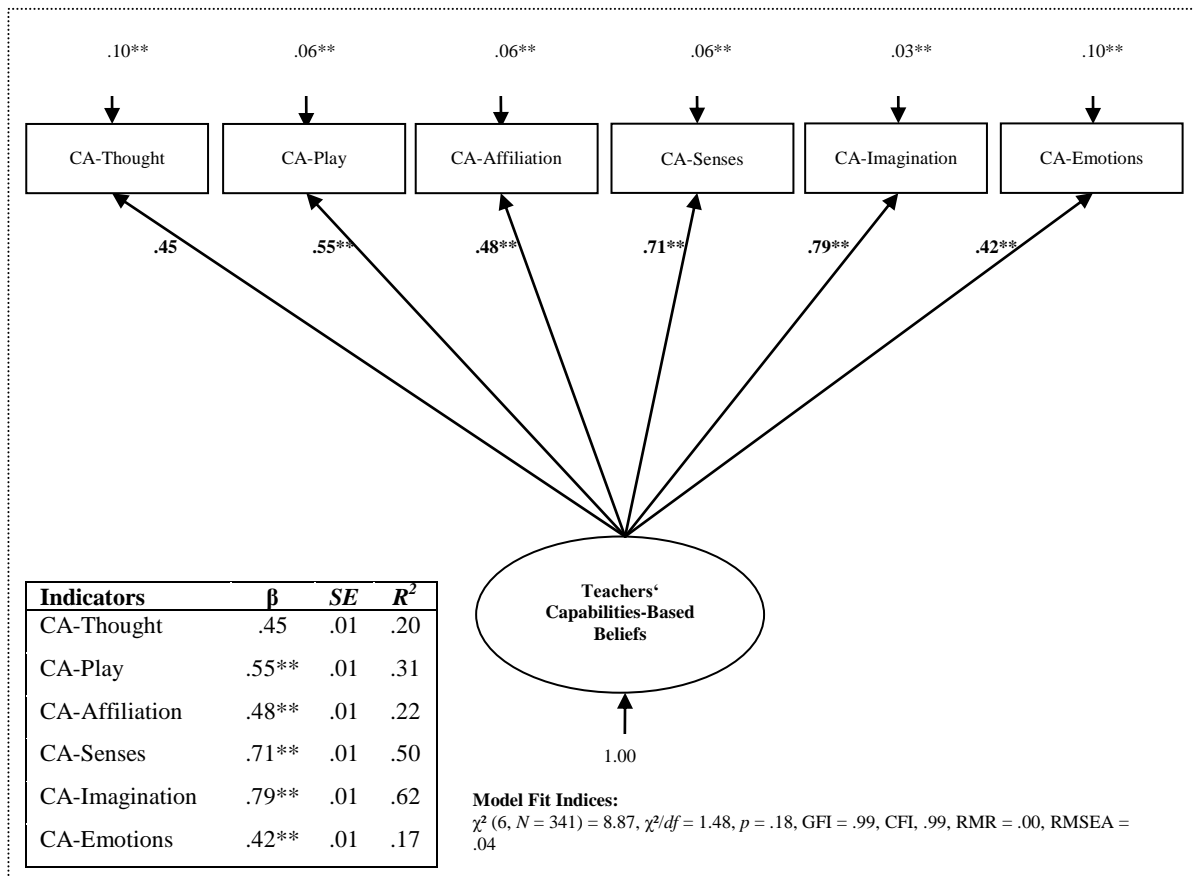 .10** .06** .06** .06** .03** .10**
CA-Thought CA-Play CA-Affiliation CA-Senses CA-Imagination CA-Emotions
.45 .55** .48** .71** .79** .42**
Teachers‘
Capabilities-Based
Beliefs
1.00
Indicators β SE R²
CA-Thought .45 .01 .20
CA-Play .55** .01 .31
CA-Affiliation .48** .01 .22
CA-Senses .71** .01 .50
CA-Imagination .79** .01 .62
CA-Emotions .42** .01 .17
Model Fit Indices:
χ² (6, N = 341) = 8.87, χ²/df = 1.48, p = .18, GFI = .99, CFI, .99, RMR = .00, RMSEA =
.04